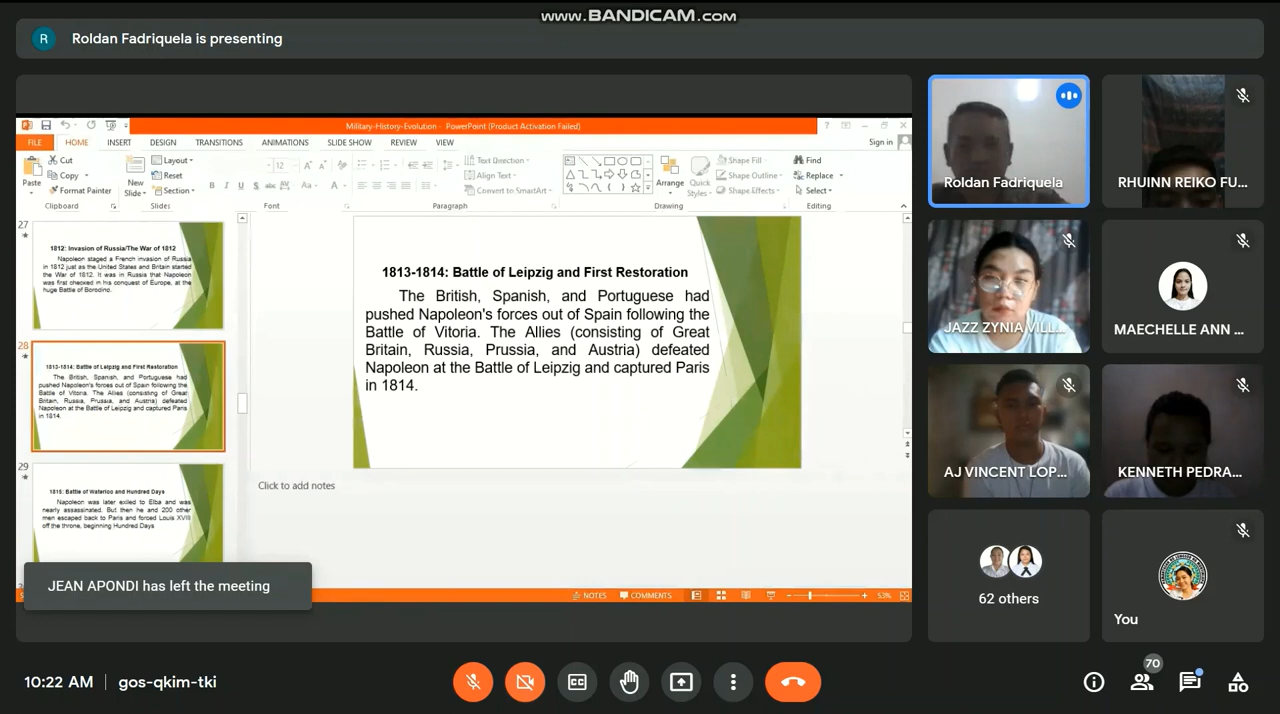 www.BANDICAM.com
R
Roldan Fadriquela is presenting
Military-History-Evolution - PowerPoint (Product Activation Failed)
FILE HOME INSERT DESIGN TRANSITIONS ANIMATIONS SLIDE SHOW REVIEW VIEW Sign in
Paste
Cut
Copy
Format Painter
Clipboard
New
Slide
Layout
Reset
Section
Slides
12
Font
Paragraph
Text Direction
Align Text
Convert to SmartArt
Arrange
Quick
Styles
Shape Fill
Shape Outline
Shape Effects
Drawing
Find
Replace
Select
Editing
27
1812: Invasion of Russia/The War of 1812
Napoleon staged a French invasion of Russia
in 1812 just as the United States and Britain started
the War of 1812. It was in Russia that Napoleon
was first checked in his conquest of Europe, at the
huge Battle of Borodino.
28
1813-1814: Battle of Leipzig and First Restoration
The British, Spanish, and Portuguese had
pushed Napoleon's forces out of Spain following the
Battle of Vitoria. The Allies (consisting of Great
Britain, Russia, Prussia, and Austria) defeated
Napoleon at the Battle of Leipzig and captured Paris
in 1814.
29
1815: Battle of Waterloo and Hundred Days
Napoleon was later exiled to Elba and was
nearly assassinated. But then he and 200 other
men escaped back to Paris and forced Louis XVIII
off the throne, beginning Hundred Days
1813-1814: Battle of Leipzig and First Restoration
The British, Spanish, and Portuguese had
pushed Napoleon's forces out of Spain following the
Battle of Vitoria. The Allies (consisting of Great
Britain, Russia, Prussia, and Austria) defeated
Napoleon at the Battle of Leipzig and captured Paris
in 1814.
Click to add notes
NOTES COMMENTS 53%
JEAN APONDI has left the meeting
Roldan Fadriquela
RHUINN REIKO FU...
JAZZ ZYNIA VILL...
MAECHELLE ANN ...
AJ VINCENT LOP...
KENNETH PEDRA...
62 others
You
10:22 AM | gos-qkim-tki
70